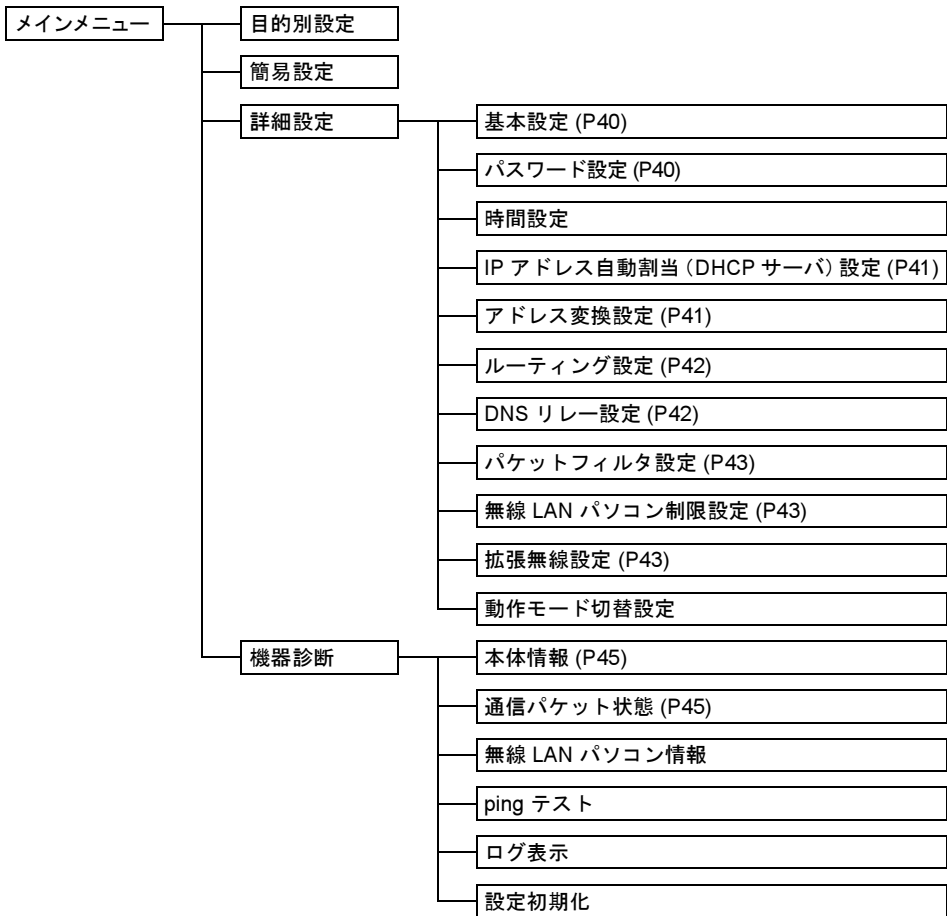 メインメニュー
目的別設定
簡易設定
詳細設定
基本設定 (P40)
パスワード設定 (P40)
時間設定
IP アドレス自動割当（DHCP サーバ）設定 (P41)
アドレス変換設定 (P41)
ルーティング設定 (P42)
DNS リレー設定 (P42)
パケットフィルタ設定 (P43)
無線 LAN パソコン制限設定 (P43)
拡張無線設定 (P43)
動作モード切替設定
機器診断
本体情報 (P45)
通信パケット状態 (P45)
無線 LAN パソコン情報
ping テスト
ログ表示
設定初期化